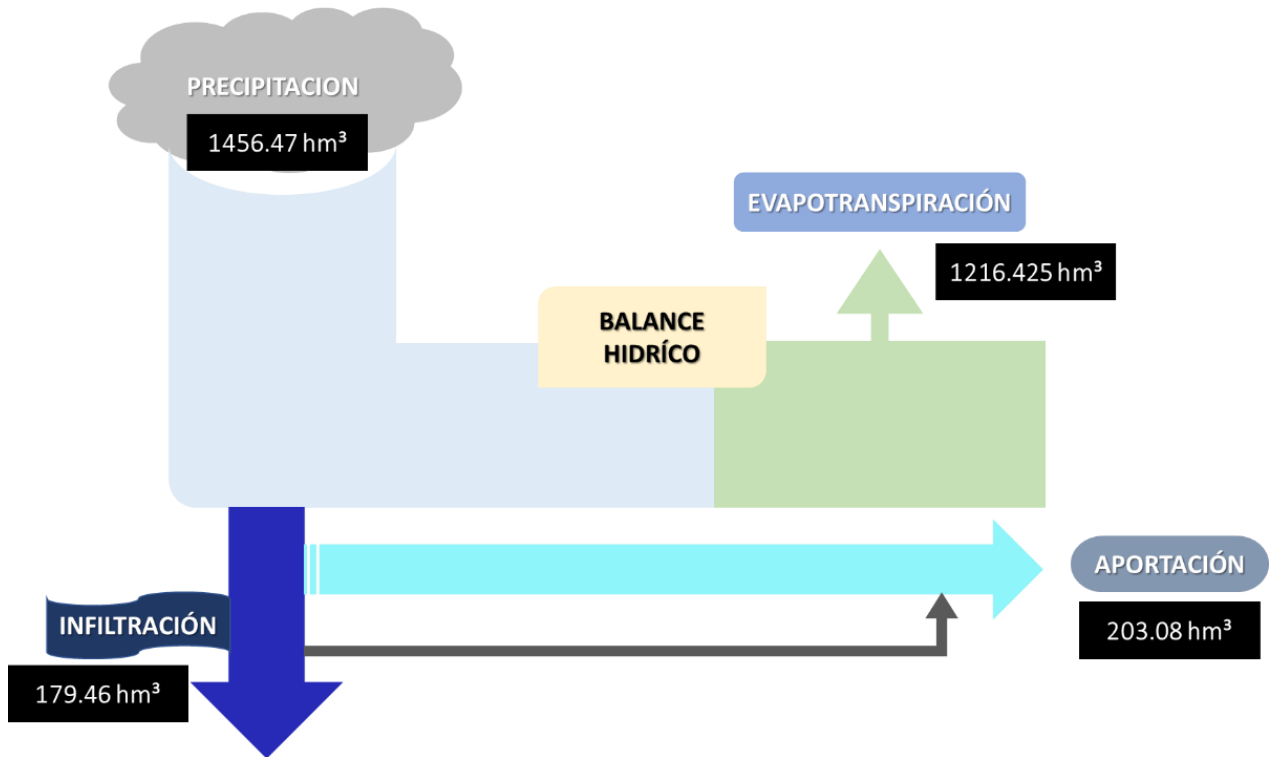 PRECIPITACION
1456.47 hm³
EVAPOTRANSPIRACIÓN
1216.425 hm³
BALANCE
HIDRÍCO
APORTACIÓN
203.08 hm³
INFILTRACIÓN
179.46 hm³